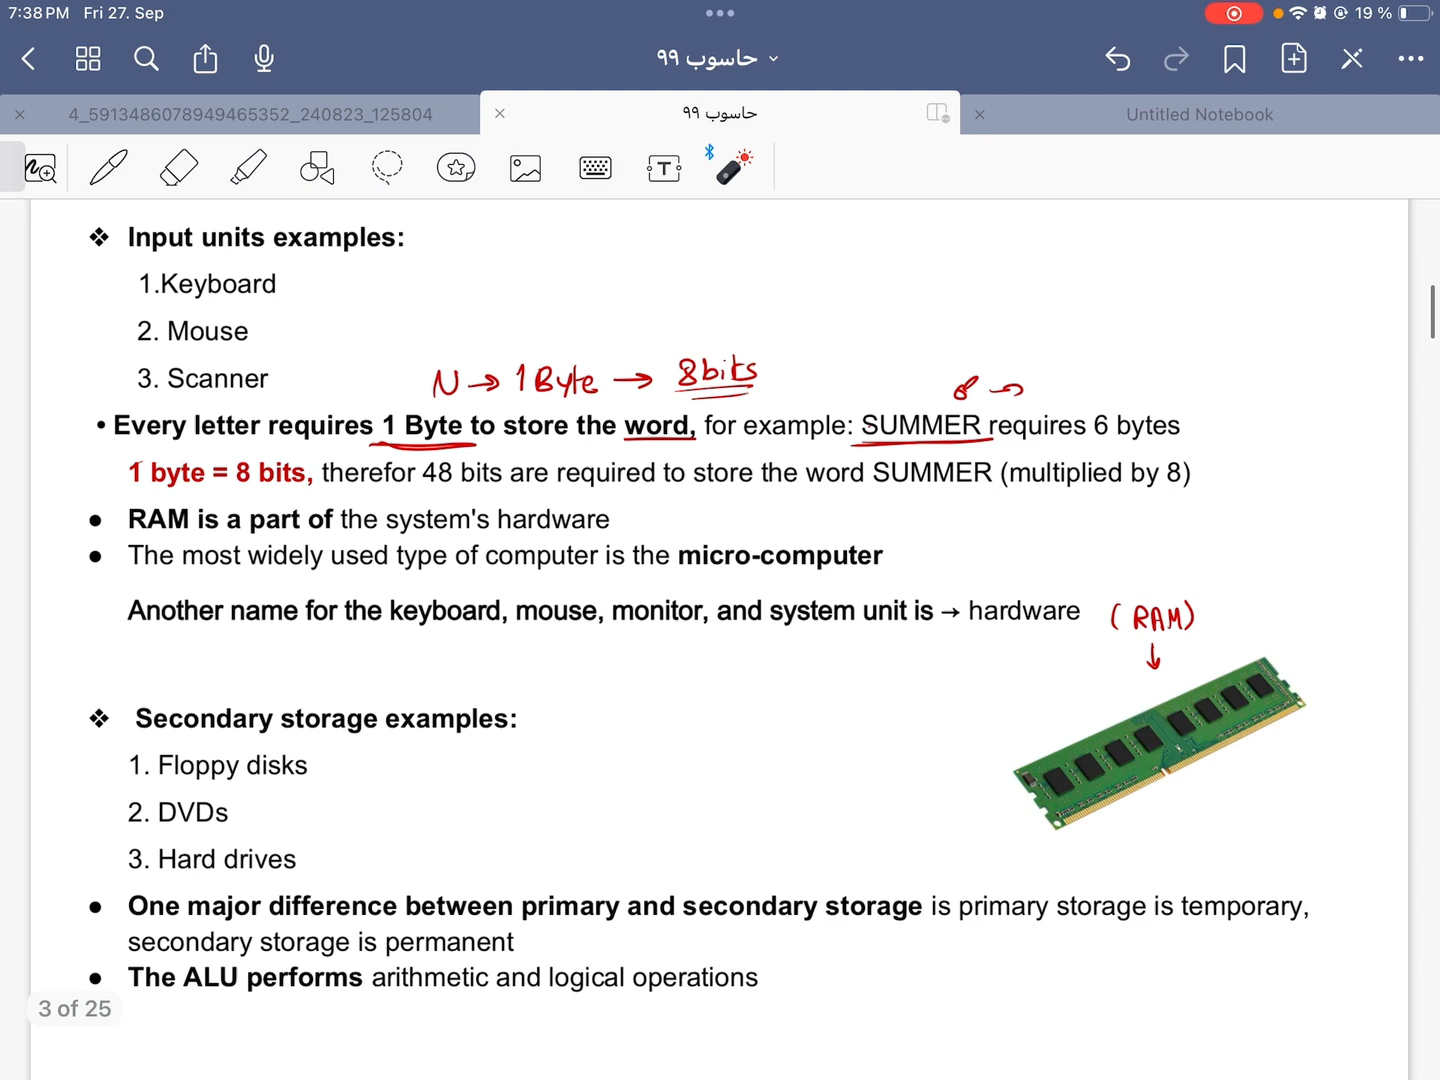 7:38 PM Fri 27. Sep
19 %
حاسوب ٩٩
4_5913486078949465352_240823_125804
حاسوب ٩٩
Untitled Notebook
T
❖ Input units examples:
1.Keyboard
2. Mouse
3. Scanner
N → 1 Byte → 8 bits
8 →
• Every letter requires 1 Byte to store the word, for example: SUMMER requires 6 bytes
1 byte = 8 bits, therefor 48 bits are required to store the word SUMMER (multiplied by 8)
● RAM is a part of the system's hardware
● The most widely used type of computer is the micro-computer
Another name for the keyboard, mouse, monitor, and system unit is → hardware
(RAM)
↓
❖ Secondary storage examples:
1. Floppy disks
2. DVDs
3. Hard drives
● One major difference between primary and secondary storage is primary storage is temporary,
secondary storage is permanent
● The ALU performs arithmetic and logical operations
3 of 25